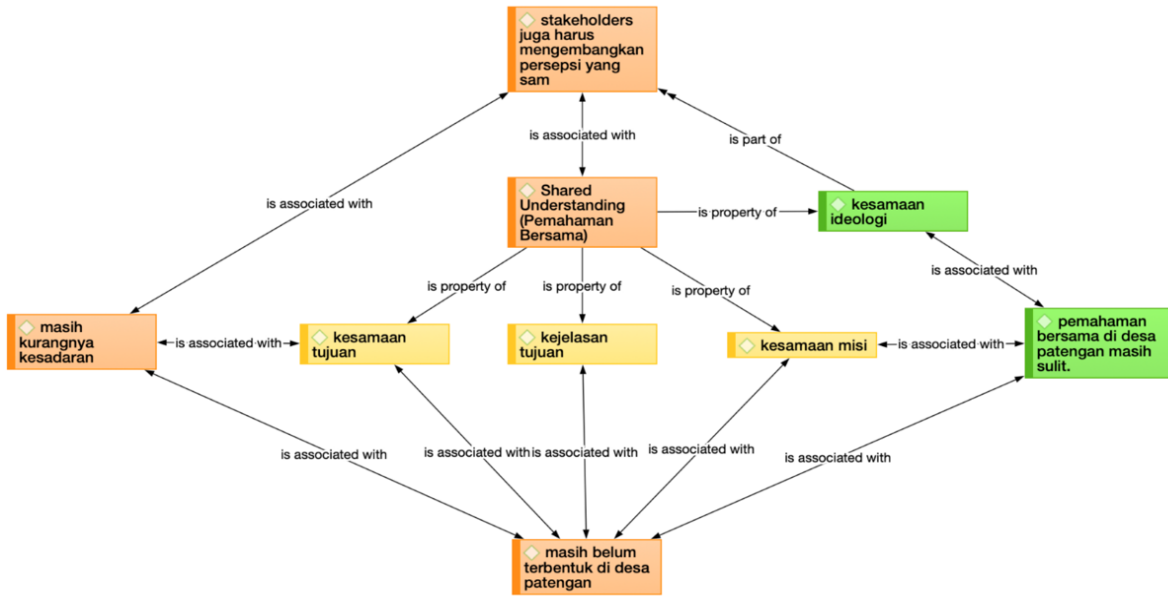 stakeholders
juga harus
mengembangkan
persepsi yang
sam
is associated with
is part of
is associated with
Shared
Understanding
(Pemahaman
Bersama)
is property of
kesamaan
ideologi
is associated with
is property of
is property of
is property of
masih
kurangnya
kesadaran
is associated with
kesamaan
tujuan
kejelasan
tujuan
kesamaan misi
is associated with
pemahaman
bersama di desa
patengan masih
sulit.
is associated with
is associated with
is associated with
is associated with
is associated with
masih belum
terbentuk di desa
patengan